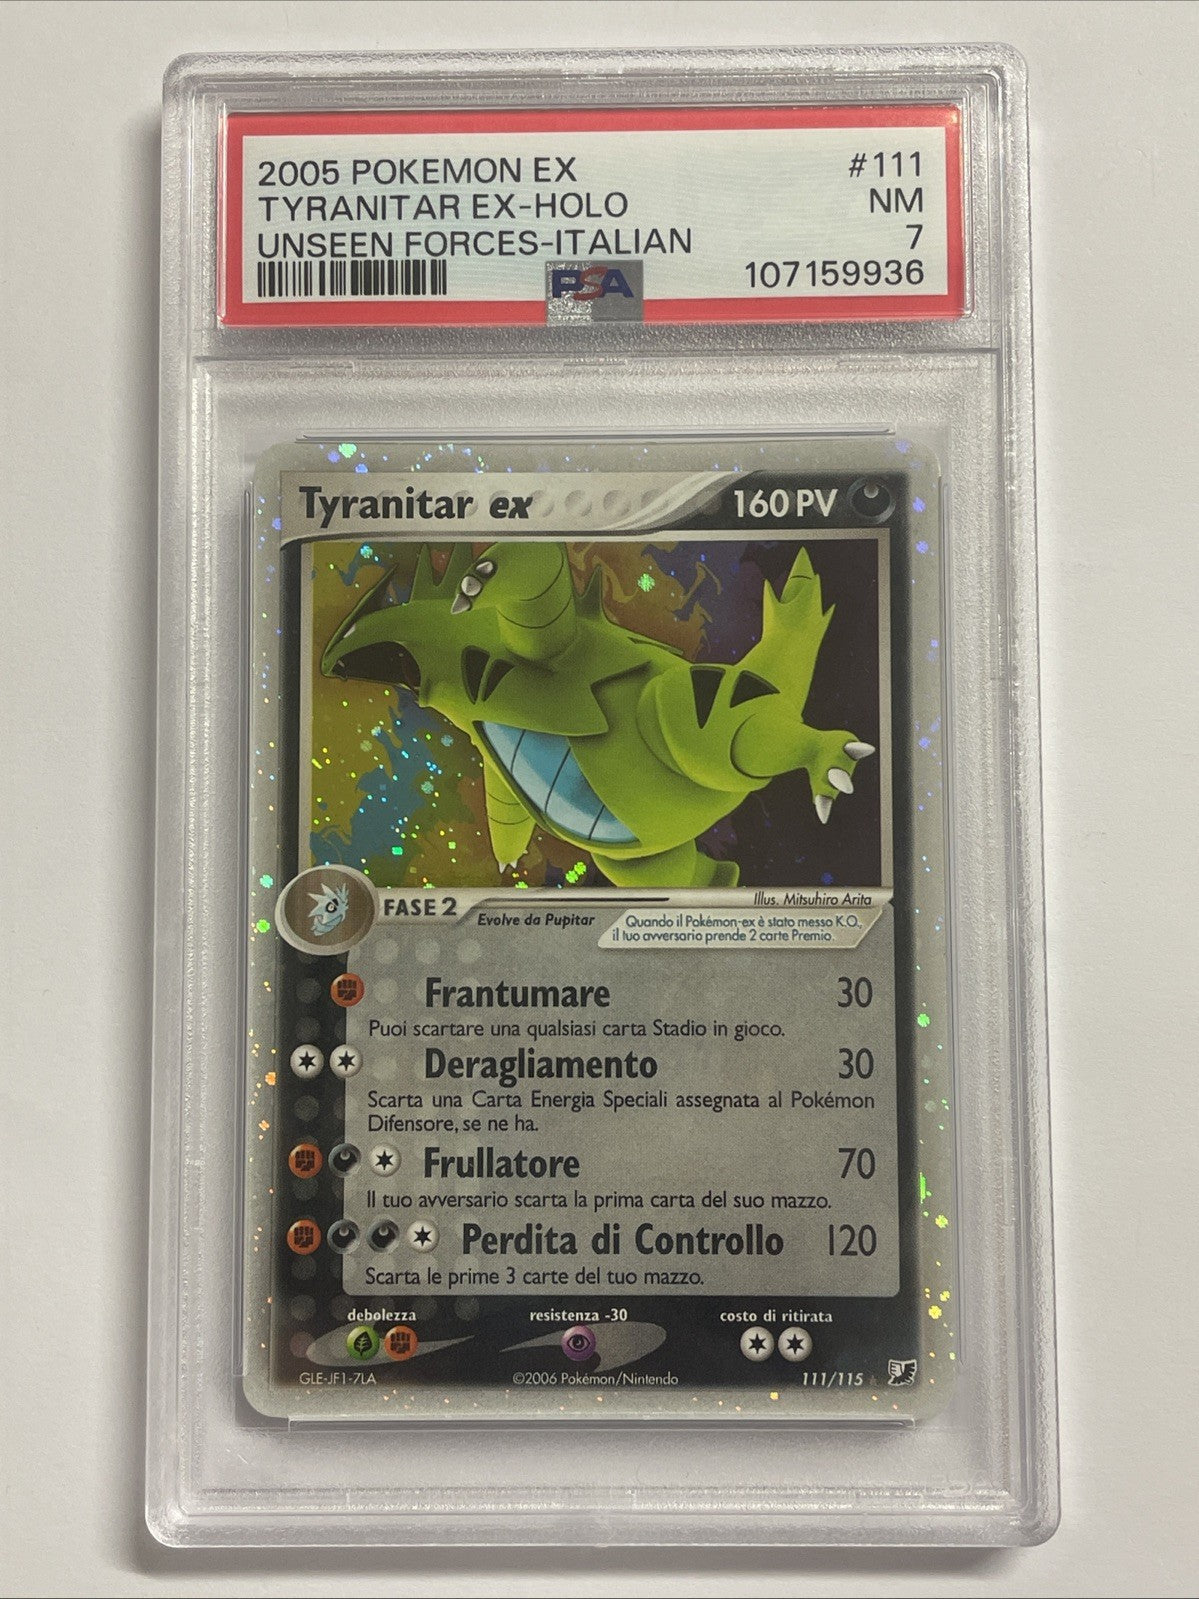 2005 POKEMON EX #111
TYRANITAR EX-HOLO NM
UNSEEN FORCES-ITALIAN 7
PSA 107159936
Tyranitar ex 160 PV
FASE 2
Evolve da Pupitar
Illus. Mitsuhiro Arita
Quando il Pokémon-ex è stato messo K.O.,
il tuo avversario prende 2 carte Premio.
Frantumare 30
Puoi scartare una qualsiasi carta Stadio in gioco.
Deragliamento 30
Scarta una Carta Energia Speciali assegnata al Pokémon
Difensore, se ne ha.
Frullatore 70
Il tuo avversario scarta la prima carta del suo mazzo.
Perdita di Controllo 120
Scarta le prime 3 carte del tuo mazzo.
debolezza resistenza -30 costo di ritirata
GLE-JF1-7LA ©2006 Pokémon/Nintendo 111/115 ★